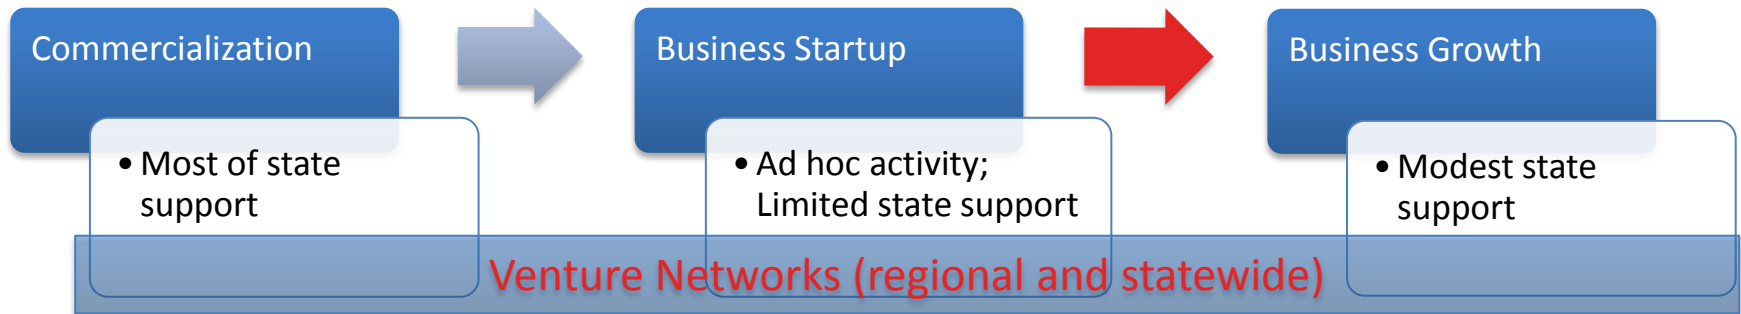 Commercialization
Business Startup
Business Growth
• Most of state
support
• Ad hoc activity;
Limited state support
• Modest state
support
Venture Networks (regional and statewide)